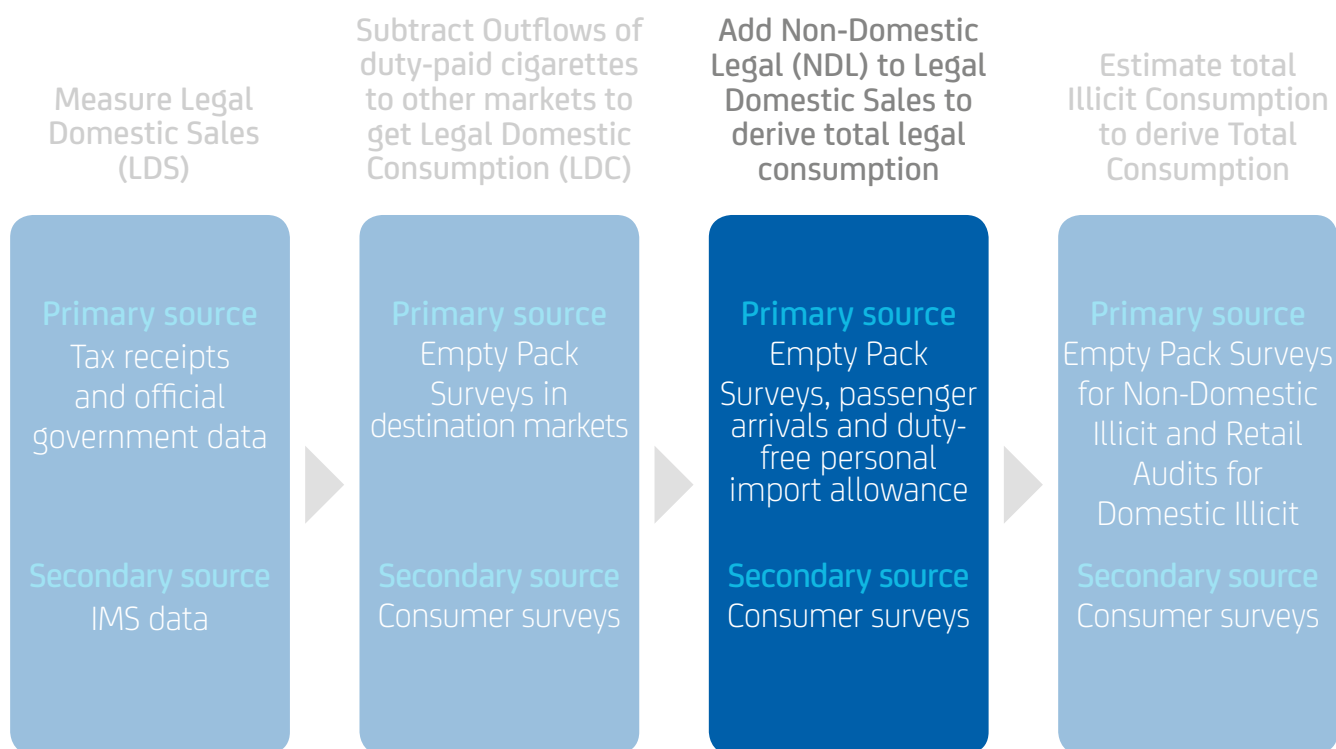 Measure Legal
Domestic Sales
(LDS)
Primary source
Tax receipts
and official
government data
Secondary source
IMS data
Subtract Outflows of
duty-paid cigarettes
to other markets to
get Legal Domestic
Consumption (LDC)
Primary source
Empty Pack
Surveys in
destination markets
Secondary source
Consumer surveys
Add Non-Domestic
Legal (NDL) to Legal
Domestic Sales to
derive total legal
consumption
Primary source
Empty Pack
Surveys, passenger
arrivals and duty-
free personal
import allowance
Secondary source
Consumer surveys
Estimate total
Illicit Consumption
to derive Total
Consumption
Primary source
Empty Pack Surveys
for Non-Domestic
Illicit and Retail
Audits for
Domestic Illicit
Secondary source
Consumer surveys